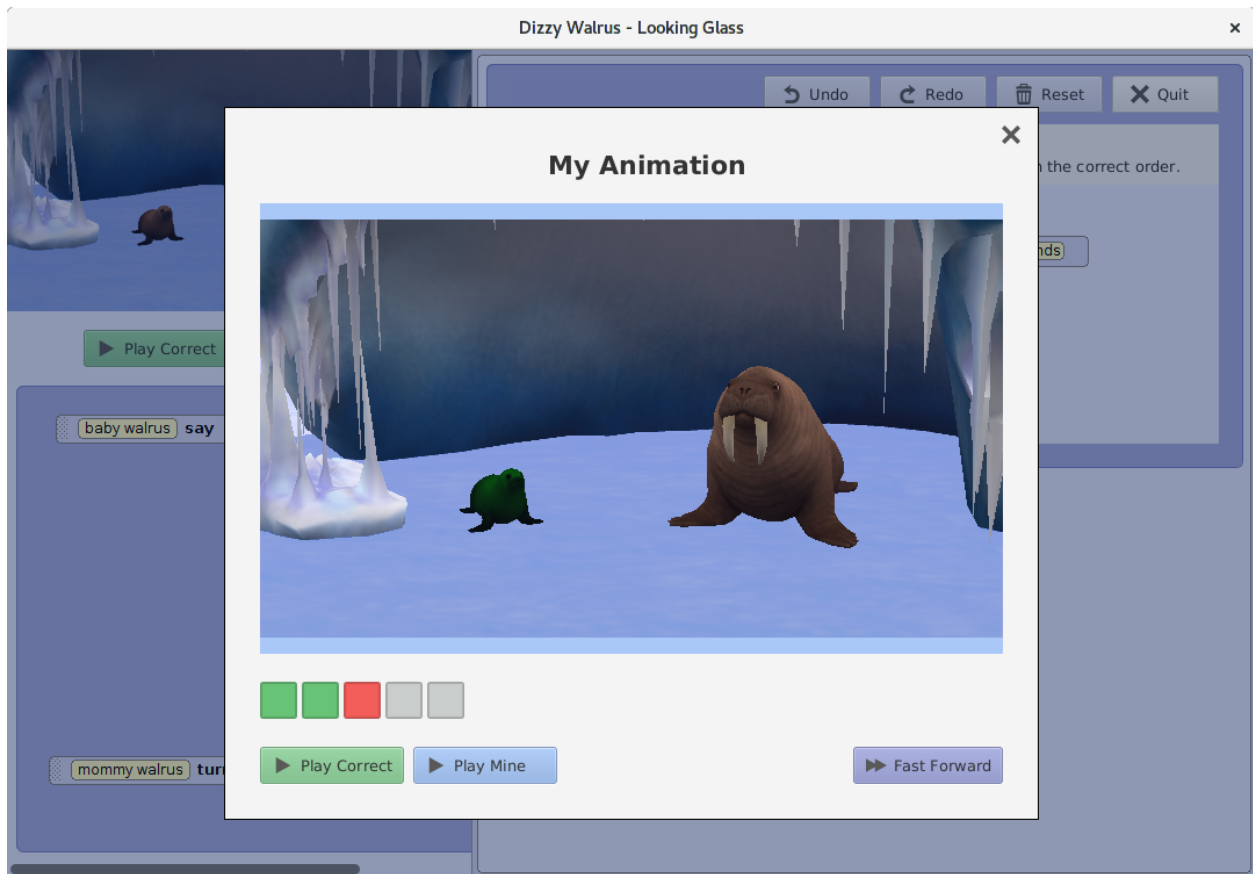 Dizzy Walrus - Looking Glass
Undo
Redo
Reset
Quit
the correct order.
Play Correct
baby walrus say
mommy walrus
My Animation
Play Correct
Play Mine
Fast Forward